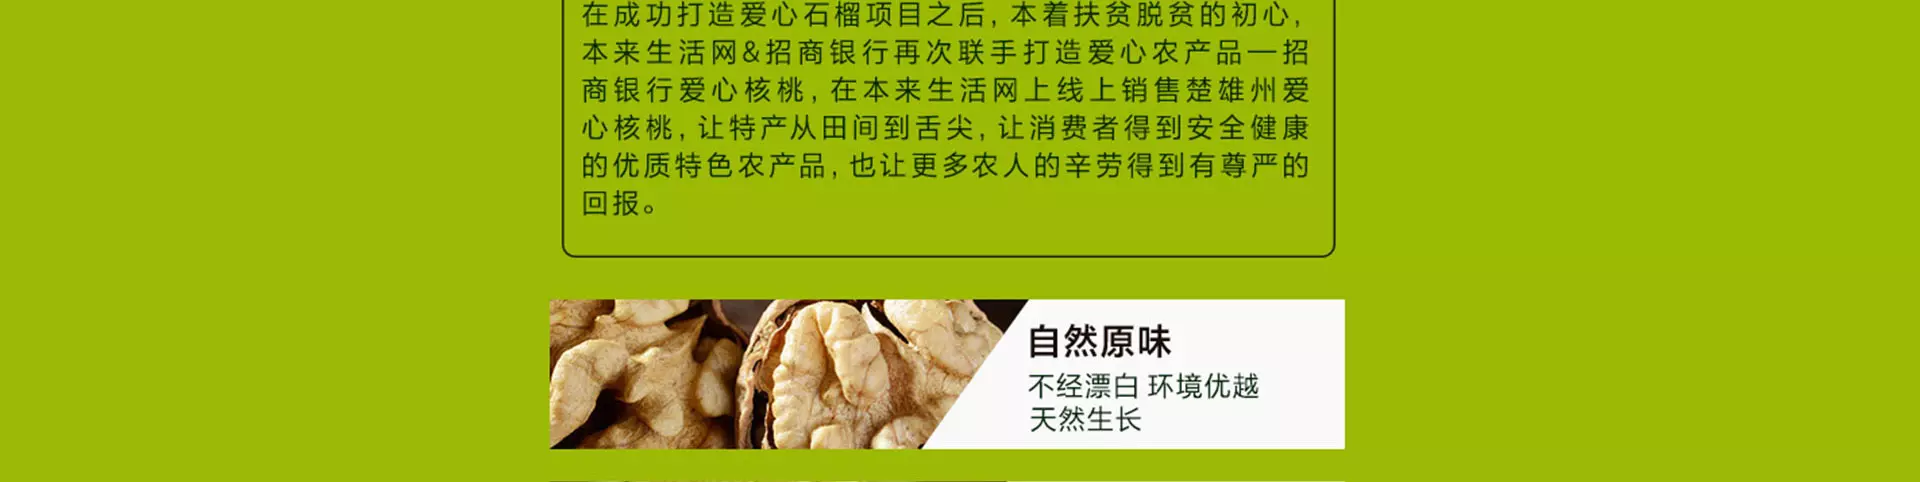 在成功打造爱心石榴项目之后，本着扶贫脱贫的初心，
本来生活网&招商银行再次联手打造爱心农产品—招
商银行爱心核桃，在本来生活网上线上销售楚雄州爱
心核桃，让特产从田间到舌尖，让消费者得到安全健康
的优质特色农产品，也让更多农人的辛劳得到有尊严的
回报。
自然原味
不经漂白 环境优越
天然生长